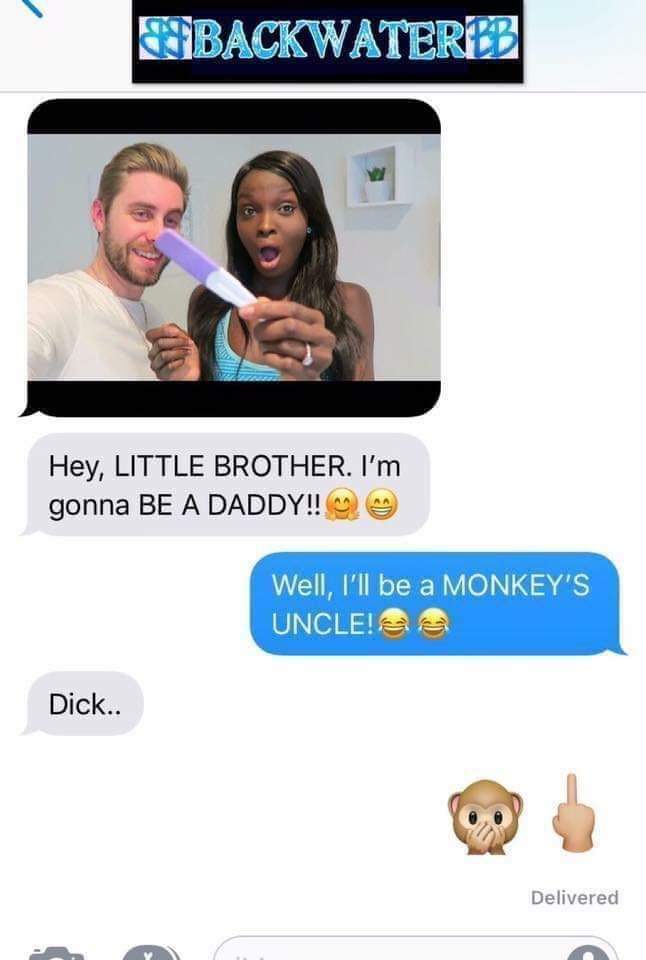 BACKWATER
Hey, LITTLE BROTHER. I'm
gonna BE A DADDY!!🤗😁
Well, I'll be a MONKEY'S
UNCLE!😂😂
Dick..
🙊🖕🏼
Delivered